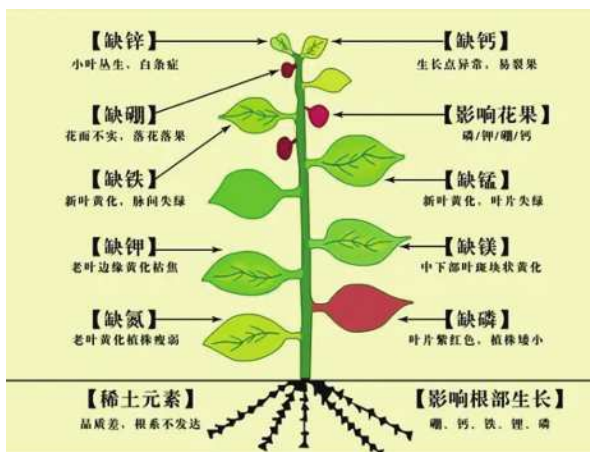 【缺锌】
小叶丛生、白条症
【缺钙】
生长点异常，易裂果
【缺硼】
花而不实，落花落果
【影响花果】
磷/钾/硼/钙
【缺铁】
新叶黄化，脉间失绿
【缺锰】
新叶黄化，叶片失绿
【缺钾】
老叶边缘黄化枯焦
【缺镁】
中下部叶斑块状黄化
【缺氮】
老叶黄化植株瘦弱
【缺磷】
叶片紫红色，植株矮小
【稀土元素】
品质差，根系不发达
【影响根部生长】
硼、钙、铁、锂、磷